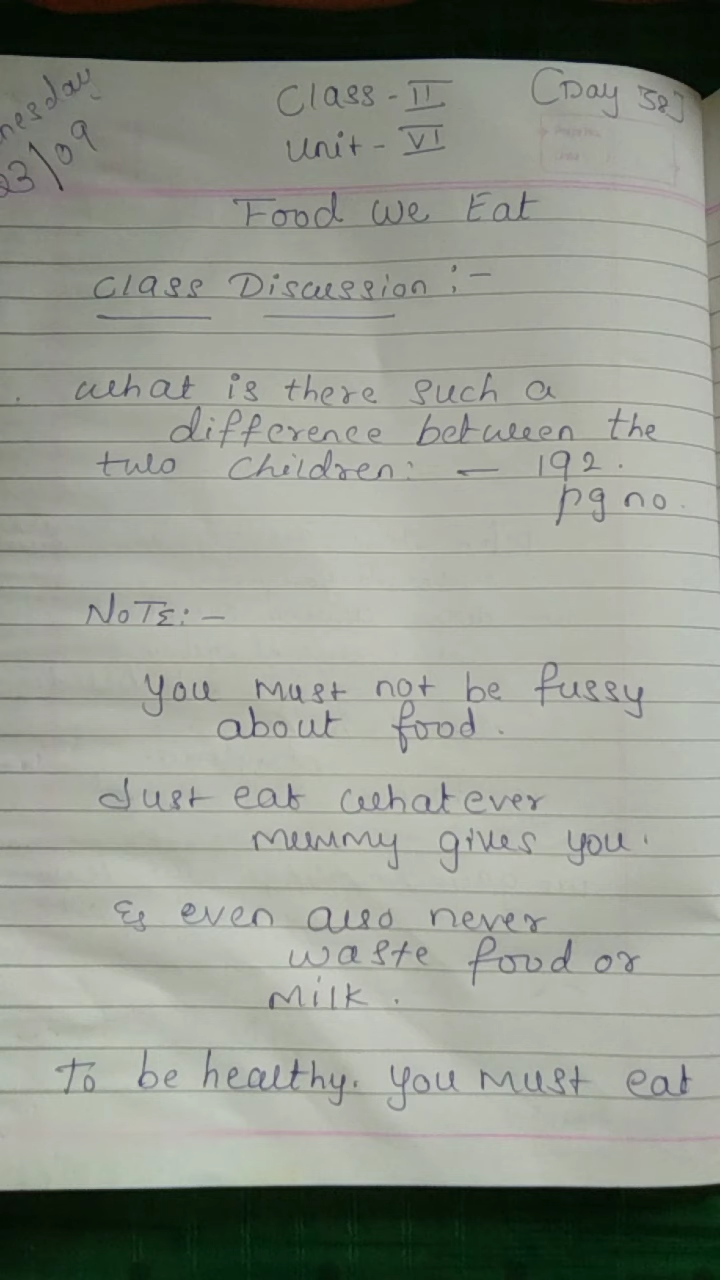 nesday
23/09
Class - II
[Day 38]
Unit - VI
Food We Eat
Class Discussion :-
What is there such a
difference between the
two Children: — 192.
pg no.
NOTE: -
You must not be fussy
about food.
Just eat whatever
mummy gives you.
& even also never
waste food or
Milk.
To be healthy. You Must eat